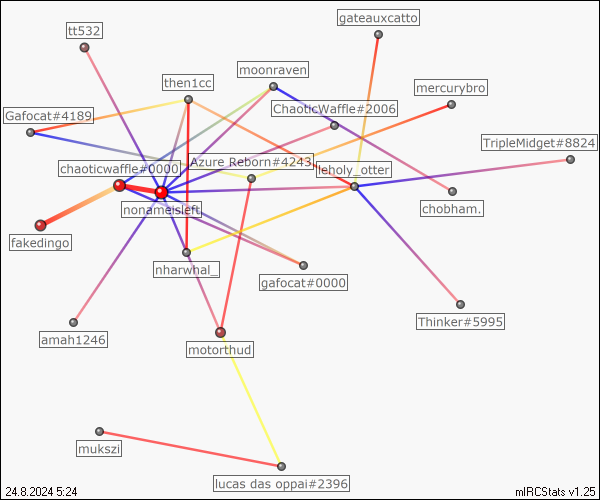 gateauxcatto
tt532
moonraven
then1cc
mercurybro
ChaoticWaffle#2006
Gafocat#4189
TripleMidget#8824
Azure Reborn#4243
chaoticwaffle#0000
leholy_otter
nonameisleft
chobham.
fakedingo
nharwhal_
gafocat#0000
Thinker#5995
amah1246
motorthud
mukszi
lucas das oppai#2396
24.8.2024 5:24
mIRCStats v1.25